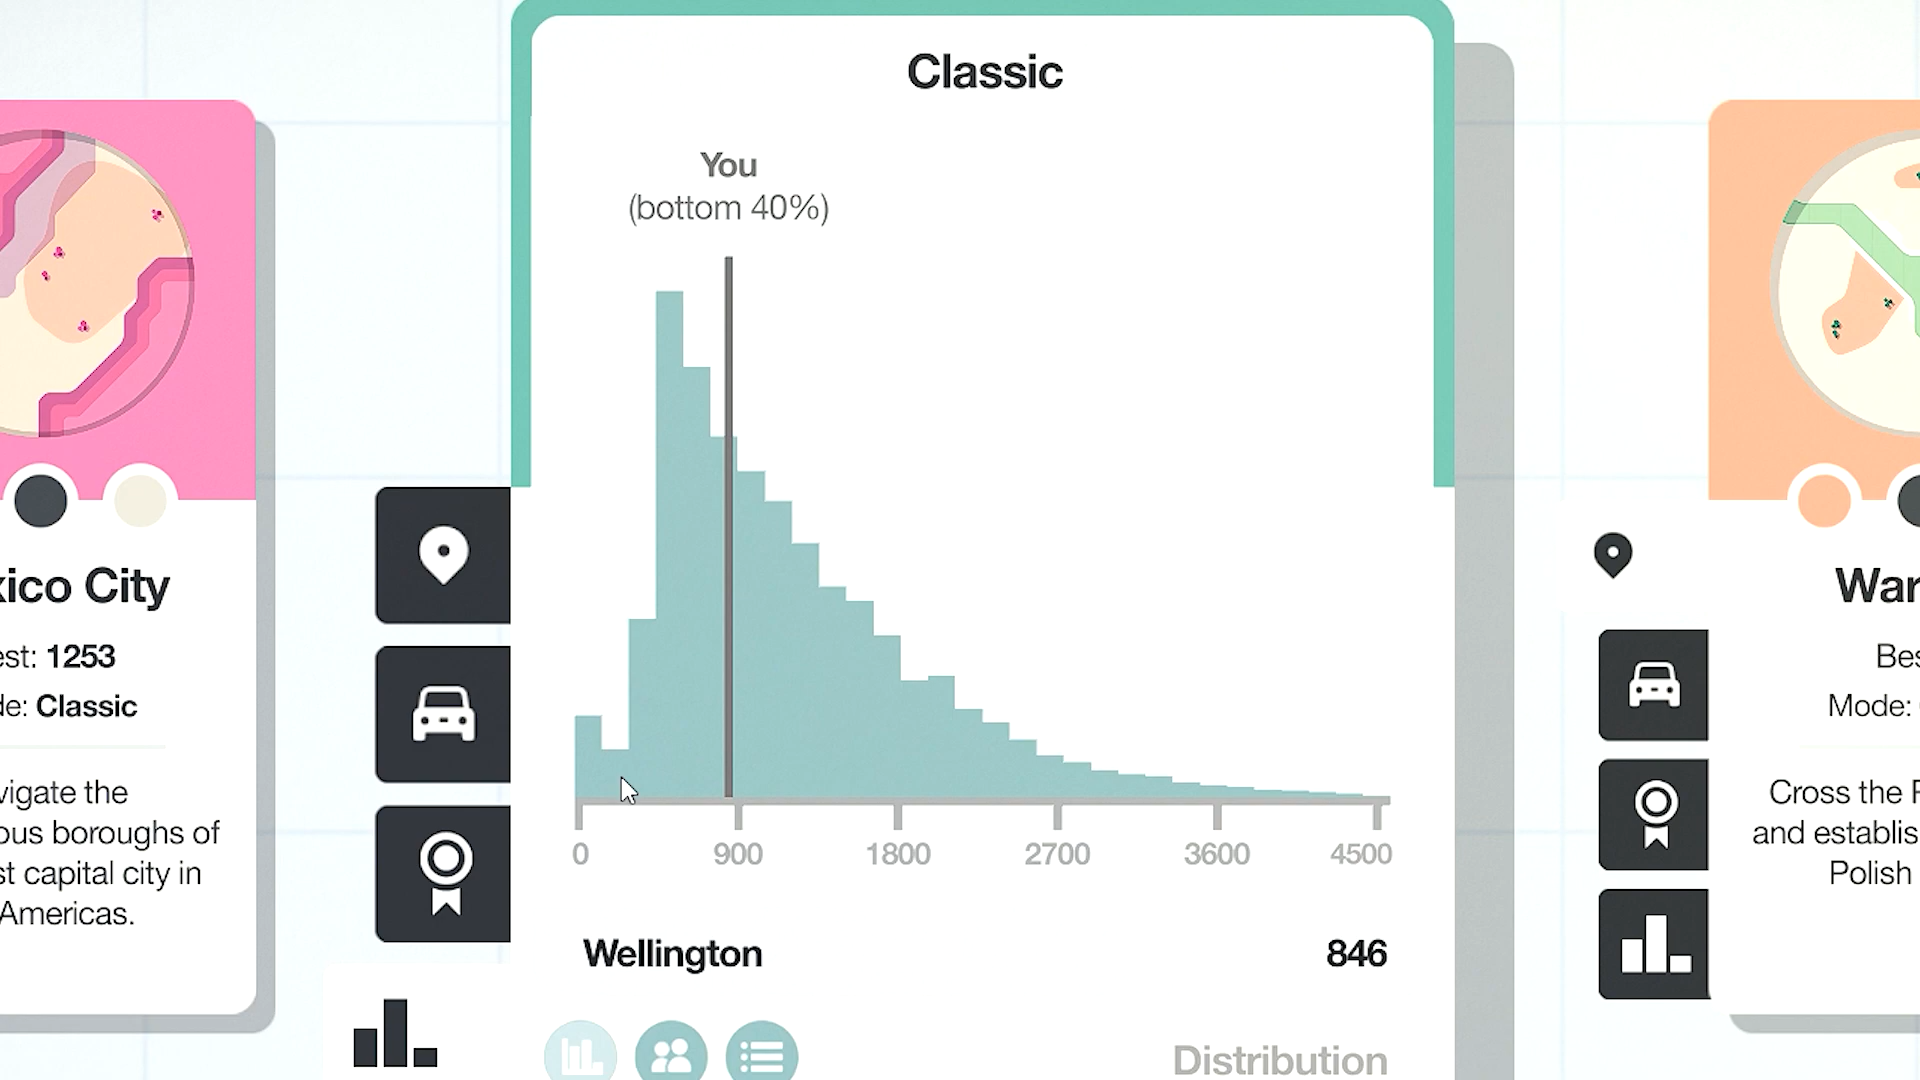 Classic
You
(bottom 40%)
0 900 1800 2700 3600 4500
Wellington 846
Distribution
xico City
est: 1253
de: Classic
vigate the
ous boroughs of
st capital city in
Americas.
War
Bes
Mode:
Cross the
and establis
Polish